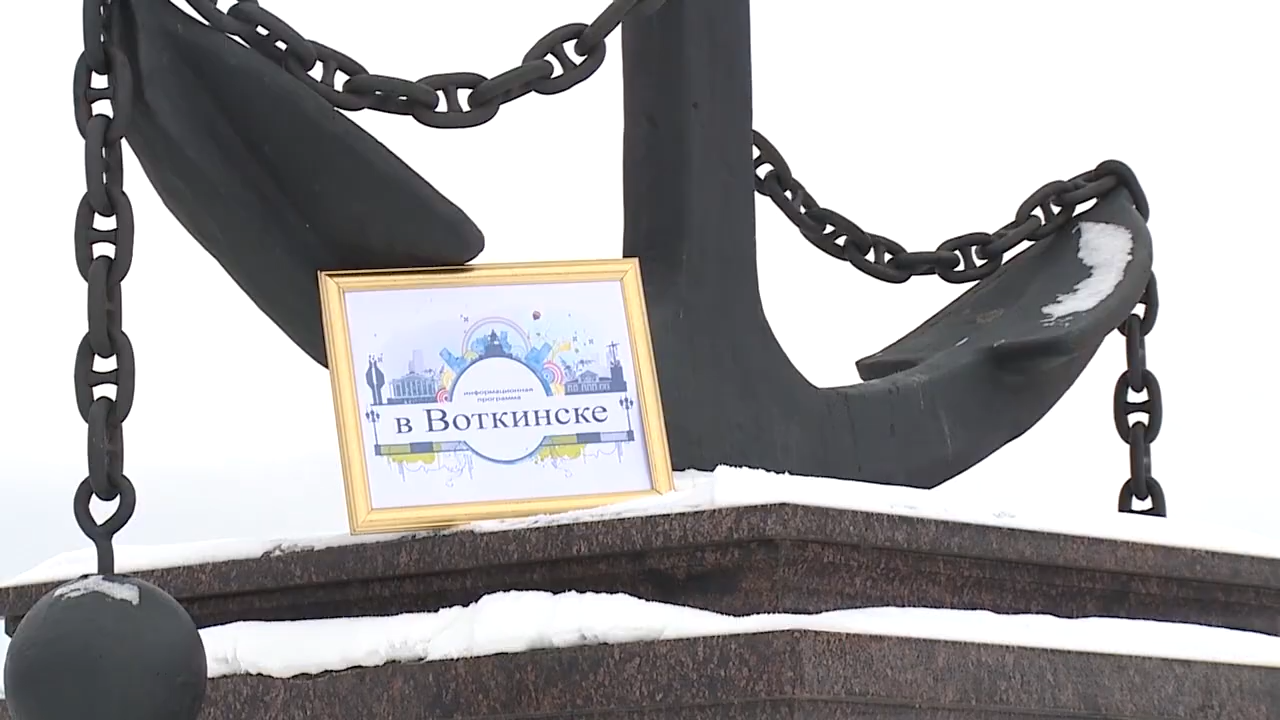 информационная
программа
в Воткинске